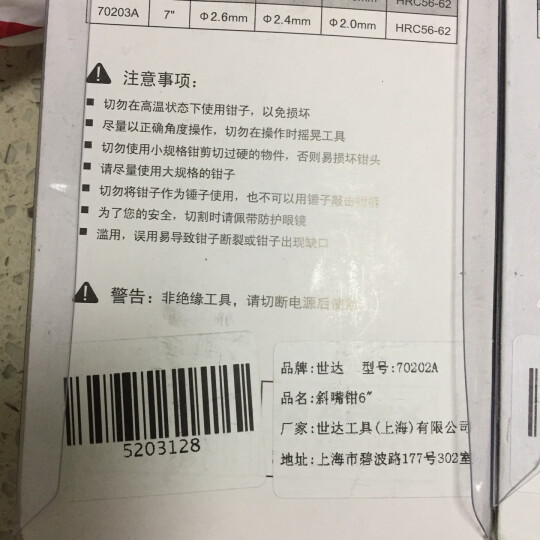 HRC56-62
70203A 7" Φ2.6mm Φ2.4mm Φ2.0mm HRC56-62
注意事项:
■ 切勿在高温状态下使用钳子，以免损坏
■ 尽量以正确角度操作，切勿在操作时摇晃工具
■ 切勿使用小规格钳剪切过硬的物件，否则易损坏钳头
■ 请尽量使用大规格的钳子
■ 切勿将钳子作为锤子使用，也不可以用锤子敲击
■ 为了您的安全，切割时请佩带防护眼镜
■ 滥用，误用易导致钳子断裂或钳子出现缺口
警告: 非绝缘工具，请切断电源后使用
5203128
品牌:世达 型号:70202A
品名:斜嘴钳6"
厂家:世达工具(上海)有限公司
地址:上海市碧波路177号302室